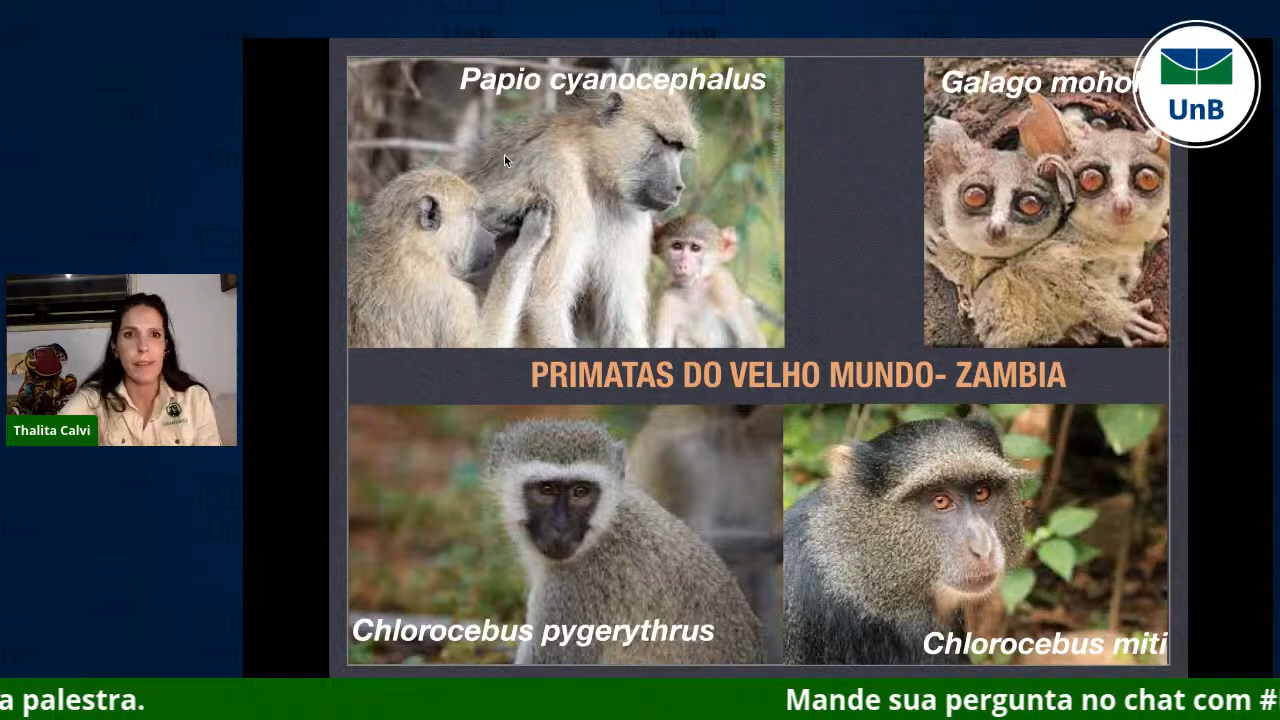 Papio cyanocephalus
Galago moho
UnB
Thalita Calvi
PRIMATAS DO VELHO MUNDO- ZAMBIA
Chlorocebus pygerythrus
Chlorocebus miti
a palestra.
Mande sua pergunta no chat com #